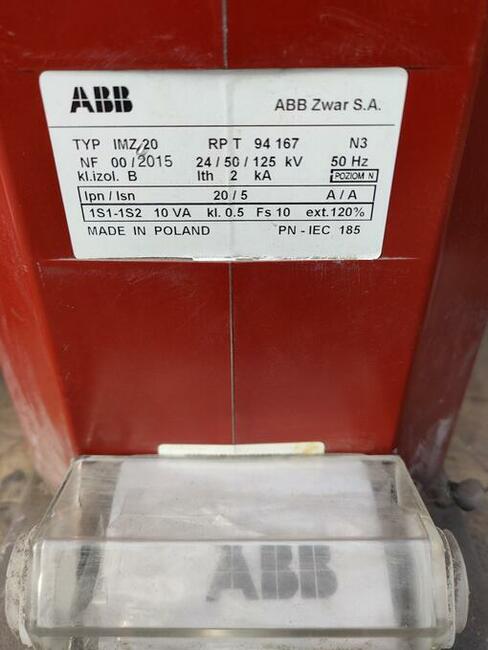 ABB ABB Zwar S.A.
TYP IMZ 20 RP T 94 167 N3
NF 00/2015 24/50/125 kV 50 Hz
kl.izol. B Ith 2 kA POZIOM N
Ipn / Isn 20 / 5 A / A
1S1-1S2 10 VA kl. 0.5 Fs 10 ext.120%
MADE IN POLAND PN - IEC 185
ABB